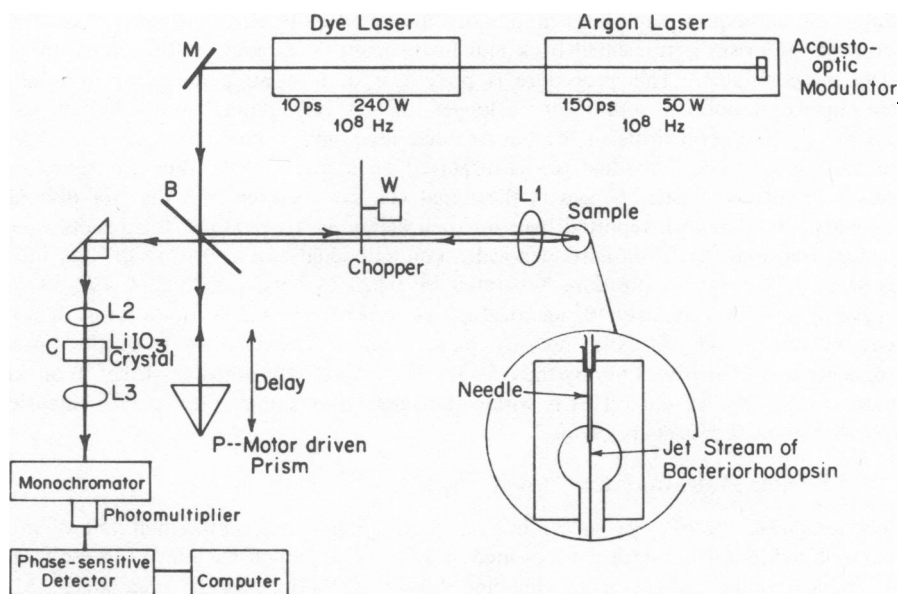 Dye Laser
Argon Laser
M
Acousto-
optic
Modulator
10 ps 240 W
10⁸ Hz
150 ps 50 W
10⁸ Hz
B
W
L1
Sample
Chopper
L2
C
LiIO₃
Crystal
L3
Delay
P--Motor driven
Prism
Needle
Jet Stream of
Bacteriorhodopsin
Monochromator
Photomultiplier
Phase-sensitive
Detector
Computer